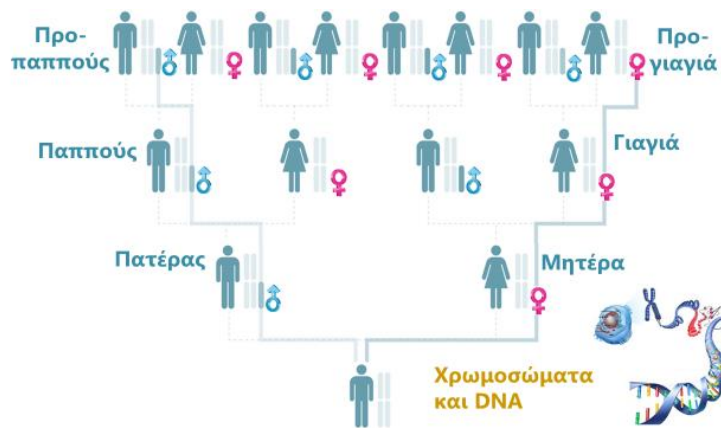 Προ-
παππούς
Προ-
γιαγιά
Παππούς
Γιαγιά
Πατέρας
Μητέρα
Χρωμοσώματα
και DNA